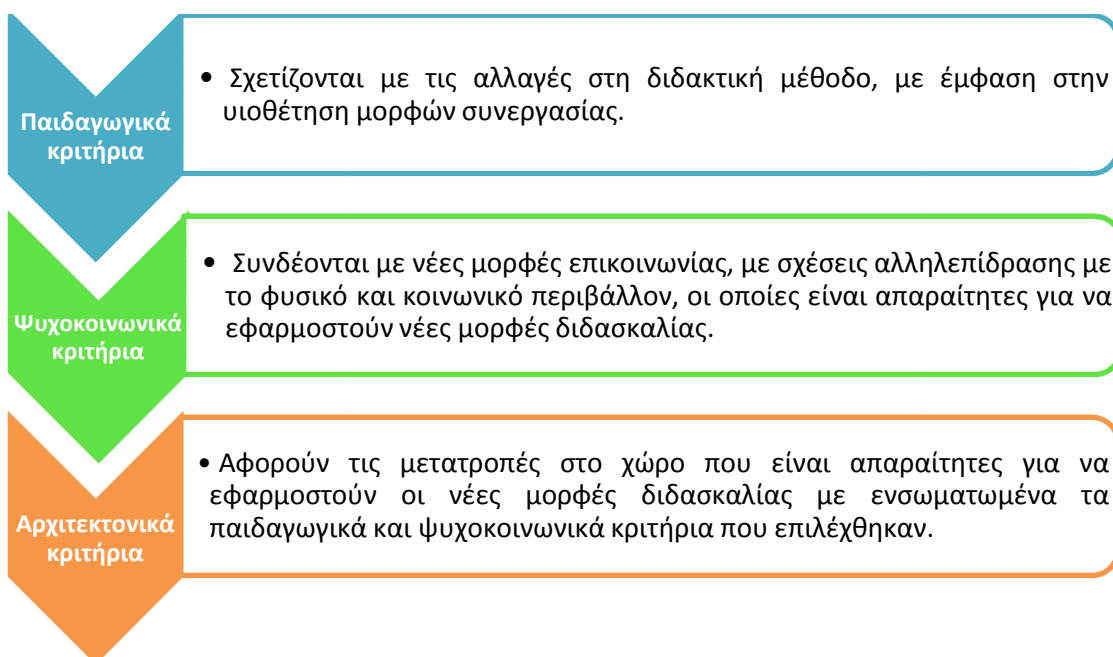 Παιδαγωγικά
κριτήρια
• Σχετίζονται με τις αλλαγές στη διδακτική μέθοδο, με έμφαση στην
υιοθέτηση μορφών συνεργασίας.
Ψυχοκοινωνικά
κριτήρια
• Συνδέονται με νέες μορφές επικοινωνίας, με σχέσεις αλληλεπίδρασης με
το φυσικό και κοινωνικό περιβάλλον, οι οποίες είναι απαραίτητες για να
εφαρμοστούν νέες μορφές διδασκαλίας.
Αρχιτεκτονικά
κριτήρια
• Αφορούν τις μετατροπές στο χώρο που είναι απαραίτητες για να
εφαρμοστούν οι νέες μορφές διδασκαλίας με ενσωματωμένα τα
παιδαγωγικά και ψυχοκοινωνικά κριτήρια που επιλέχθηκαν.